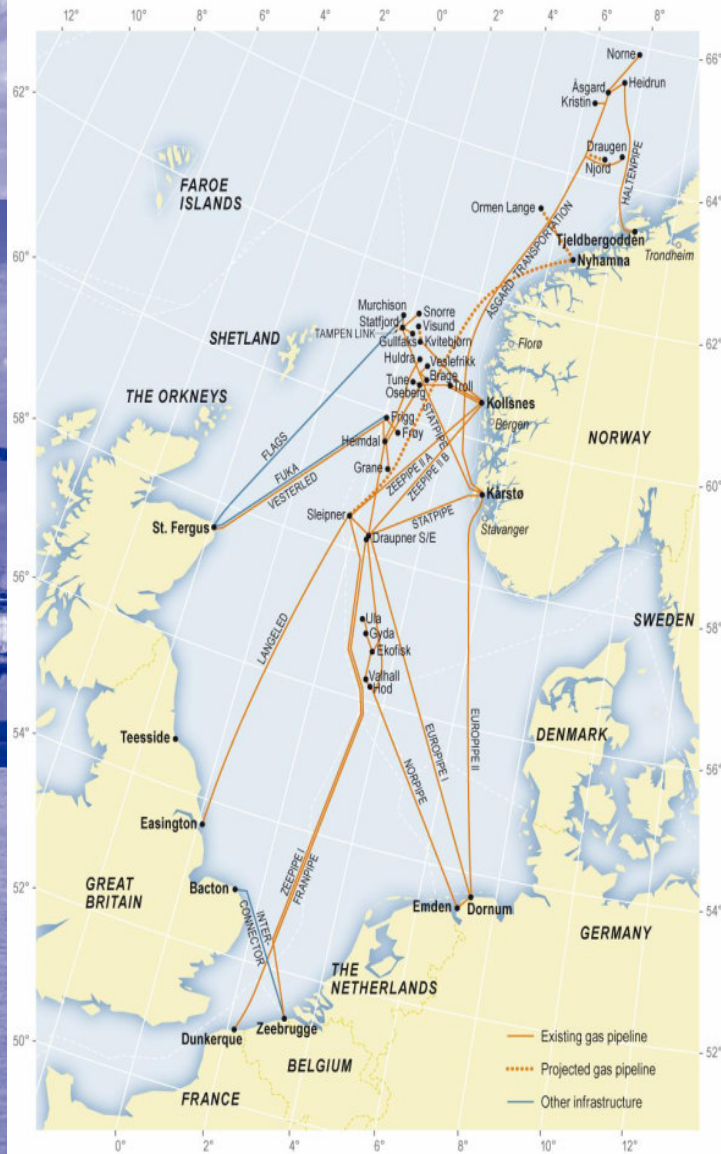 12° 10° 8° 6° 4° 2° 0° 2° 4° 6° 8°
66°
64°
62°
60°
58°
56°
54°
52°
50°
Norne
Åsgard
Heidrun
Kristin
Draugen
Njord
HALTENPIPE
FAROE
ISLANDS
Ormen Lange
ÅSGARD TRANSPORTATION
Tjeldbergodden
Trondheim
Nyhamna
Murchison
Snorre
Statfjord
Visund
TAMPEN LINK
Gullfaks
Kvitebjørn
Florø
SHETLAND
Huldra
Veslefrikk
Tune
Brage
Oseberg
Troll
THE ORKNEYS
Kollsnes
Frigg
Bergen
STATPIPE
Frøy
NORWAY
Heimdal
FLAGS
FUKA
VESTERLED
Grane
ZEEPIPE II A
ZEEPIPE II B
Kårstø
Sleipner
STATPIPE
Stavanger
St. Fergus
Draupner S/E
58°
LANGELED
Ula
Gyda
SWEDEN
Ekofisk
Valhall
Hod
Teesside
EUROPIPE II
DENMARK
56°
EUROPIPE I
NORPIPE
Easington
ZEEPIPE I
FRANPIPE
Bacton
GREAT
BRITAIN
INTER-
CONNECTOR
Emden
Dornum
54°
GERMANY
THE
NETHERLANDS
Zeebrugge
Dunkerque
BELGIUM
FRANCE
Existing gas pipeline
52°
Projected gas pipeline
Other infrastructure
0° 2° 4° 6° 8° 10° 12°